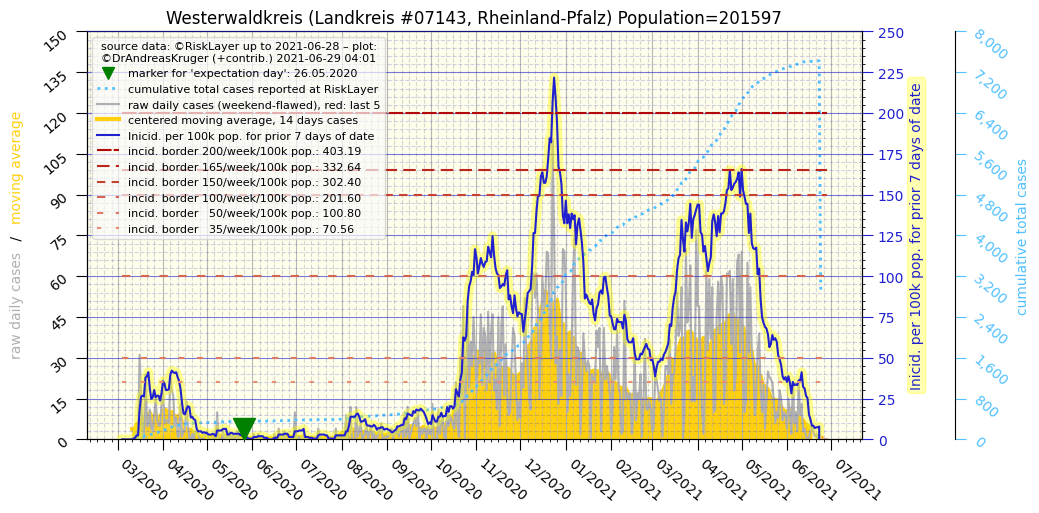 Westerwaldkreis (Landkreis #07143, Rheinland-Pfalz) Population=201597
source data: ©RiskLayer up to 2021-06-28 – plot:
©DrAndreasKruger (+contrib.) 2021-06-29 04:01
marker for 'expectation day': 26.05.2020
cumulative total cases reported at RiskLayer
raw daily cases (weekend-flawed), red: last 5
centered moving average, 14 days cases
Inicid. per 100k pop. for prior 7 days of date
incid. border 200/week/100k pop.: 403.19
incid. border 165/week/100k pop.: 332.64
incid. border 150/week/100k pop.: 302.40
incid. border 100/week/100k pop.: 201.60
incid. border   50/week/100k pop.: 100.80
incid. border   35/week/100k pop.: 70.56
raw daily cases   /   moving average
150
135
120
105
90
75
60
45
30
15
0
250
225
200
175
150
125
100
75
50
25
0
Inicid. per 100k pop. for prior 7 days of date
8,000
7,200
6,400
5,600
4,800
4,000
3,200
2,400
1,600
800
0
cumulative total cases
03/2020
04/2020
05/2020
06/2020
07/2020
08/2020
09/2020
10/2020
11/2020
12/2020
01/2021
02/2021
03/2021
04/2021
05/2021
06/2021
07/2021